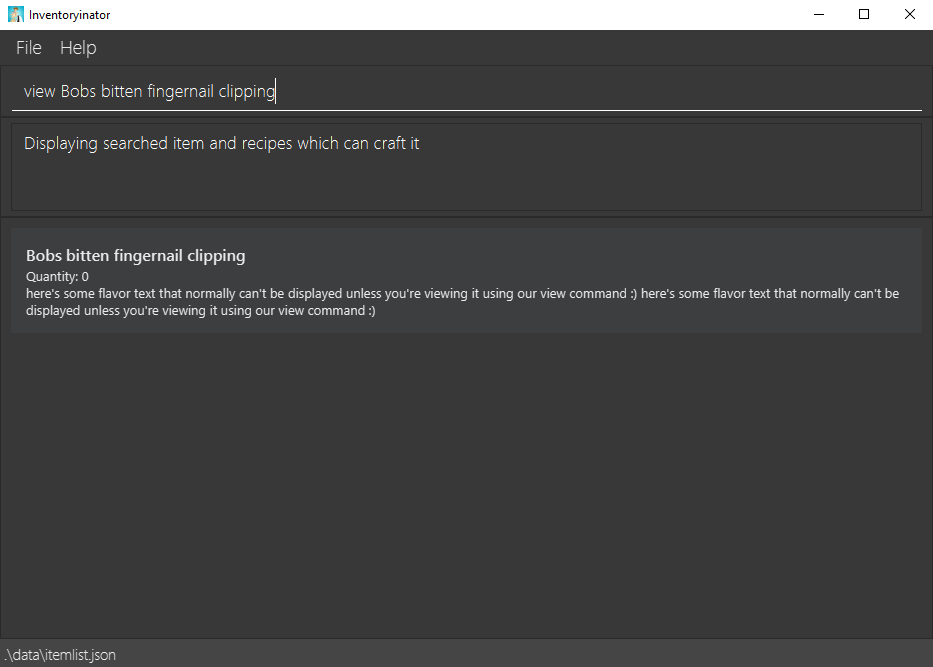 Inventoryinator
File Help
view Bobs bitten fingernail clipping
Displaying searched item and recipes which can craft it
Bobs bitten fingernail clipping
Quantity: 0
here's some flavor text that normally can't be displayed unless you're viewing it using our view command :) here's some flavor text that normally can't be
displayed unless you're viewing it using our view command :)
.\data\itemlist.json